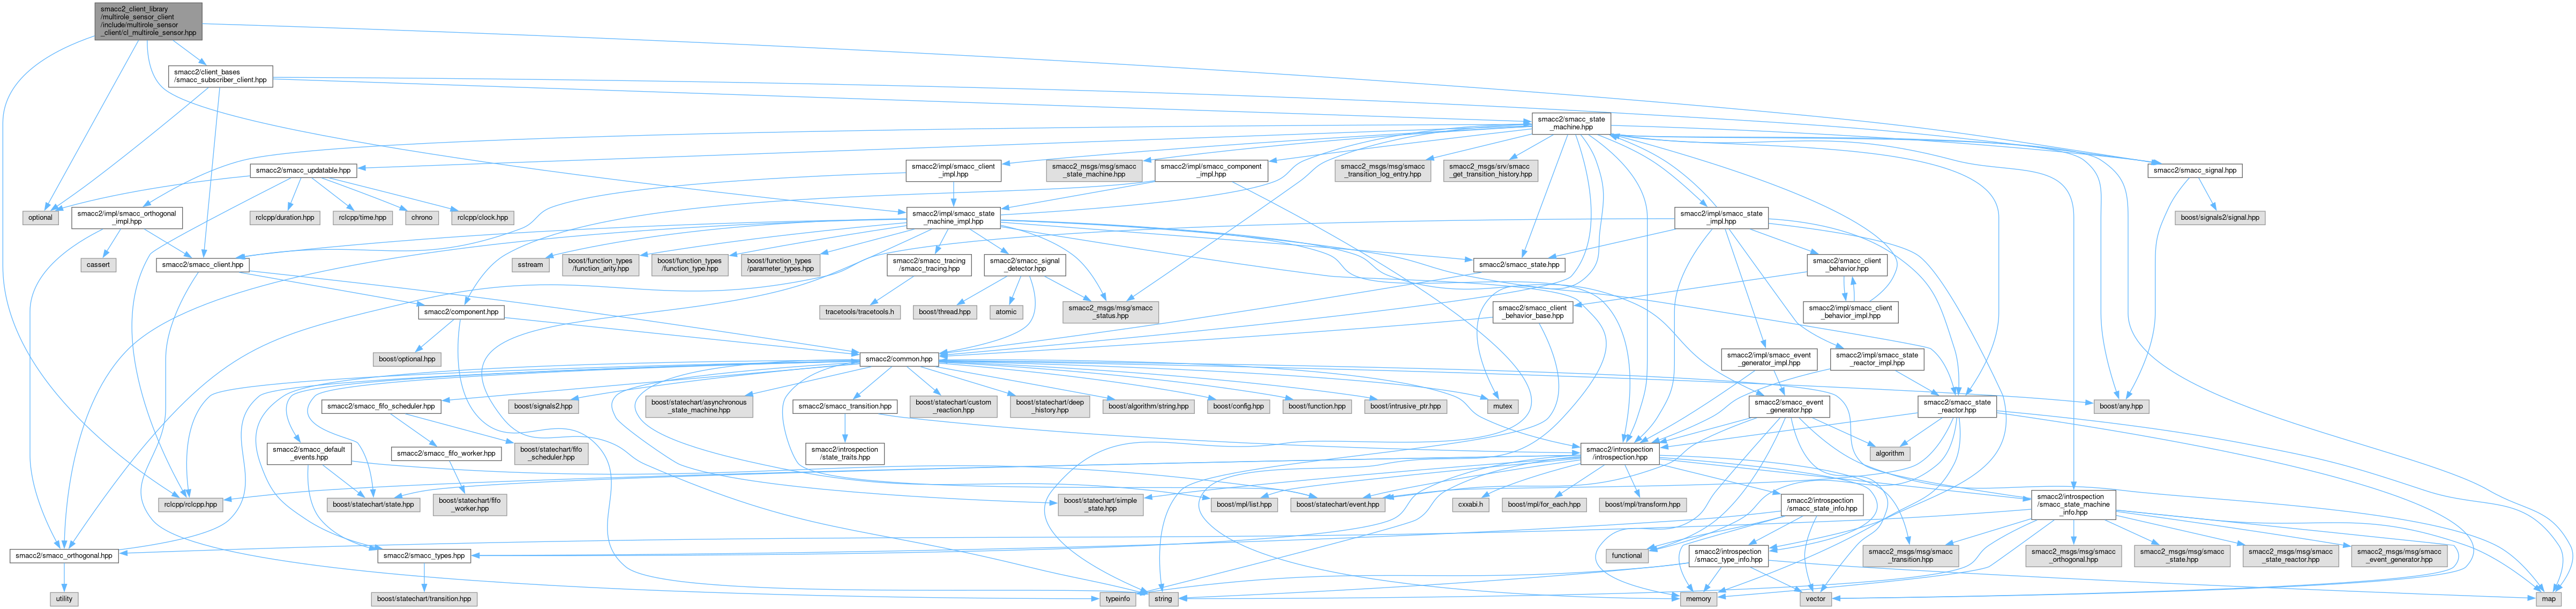 smacc2_client_library
/multirole_sensor_client
/include/multirole_sensor
_client/cl_multirole_sensor.hpp
smacc2/client_bases
/smacc_subscriber_client.hpp
smacc2/smacc_state
_machine.hpp
smacc2/smacc_updatable.hpp
smacc2/impl/smacc_client
_impl.hpp
smacc2_msgs/msg/smacc
_state_machine.hpp
smacc2/impl/smacc_component
_impl.hpp
smacc2_msgs/msg/smacc
_transition_log_entry.hpp
smacc2_msgs/srv/smacc
_get_transition_history.hpp
smacc2/smacc_signal.hpp
optional
smacc2/impl/smacc_orthogonal
_impl.hpp
rclcpp/duration.hpp
rclcpp/time.hpp
chrono
rclcpp/clock.hpp
smacc2/impl/smacc_state
_machine_impl.hpp
smacc2/impl/smacc_state
_impl.hpp
boost/signals2/signal.hpp
cassert
smacc2/smacc_client.hpp
sstream
boost/function_types
/function_arity.hpp
boost/function_types
/function_type.hpp
boost/function_types
/parameter_types.hpp
smacc2/smacc_tracing
/smacc_tracing.hpp
smacc2/smacc_signal
_detector.hpp
smacc2/smacc_state.hpp
smacc2/smacc_client
_behavior.hpp
smacc2/component.hpp
tracetools/tracetools.h
boost/thread.hpp
atomic
smacc2_msgs/msg/smacc
_status.hpp
smacc2/smacc_client
_behavior_base.hpp
smacc2/impl/smacc_client
_behavior_impl.hpp
boost/optional.hpp
smacc2/common.hpp
smacc2/impl/smacc_event
_generator_impl.hpp
smacc2/impl/smacc_state
_reactor_impl.hpp
smacc2/smacc_fifo_scheduler.hpp
boost/signals2.hpp
boost/statechart/asynchronous
_state_machine.hpp
smacc2/smacc_transition.hpp
boost/statechart/custom
_reaction.hpp
boost/statechart/deep
_history.hpp
boost/algorithm/string.hpp
boost/config.hpp
boost/function.hpp
boost/intrusive_ptr.hpp
mutex
smacc2/smacc_event
_generator.hpp
smacc2/smacc_state
_reactor.hpp
boost/any.hpp
smacc2/smacc_default
_events.hpp
smacc2/smacc_fifo_worker.hpp
boost/statechart/fifo
_scheduler.hpp
smacc2/introspection
/state_traits.hpp
smacc2/introspection
/introspection.hpp
algorithm
rclcpp/rclcpp.hpp
boost/statechart/state.hpp
boost/statechart/fifo
_worker.hpp
boost/statechart/simple
_state.hpp
boost/mpl/list.hpp
boost/statechart/event.hpp
cxxabi.h
boost/mpl/for_each.hpp
boost/mpl/transform.hpp
smacc2/introspection
/smacc_state_info.hpp
smacc2/introspection
/smacc_state_machine
_info.hpp
smacc2/smacc_orthogonal.hpp
smacc2/smacc_types.hpp
functional
smacc2/introspection
/smacc_type_info.hpp
smacc2_msgs/msg/smacc
_transition.hpp
smacc2_msgs/msg/smacc
_orthogonal.hpp
smacc2_msgs/msg/smacc
_state.hpp
smacc2_msgs/msg/smacc
_state_reactor.hpp
smacc2_msgs/msg/smacc
_event_generator.hpp
utility
boost/statechart/transition.hpp
typeinfo
string
memory
vector
map